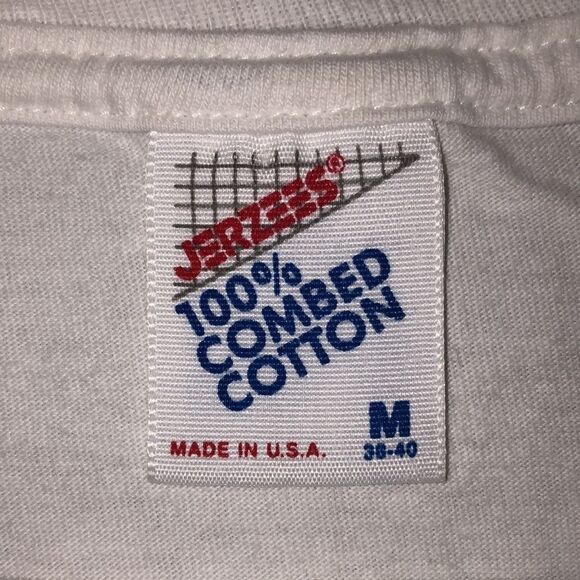 JERZEES®
100%
COMBED
COTTON
M
MADE IN U.S.A.
38-40